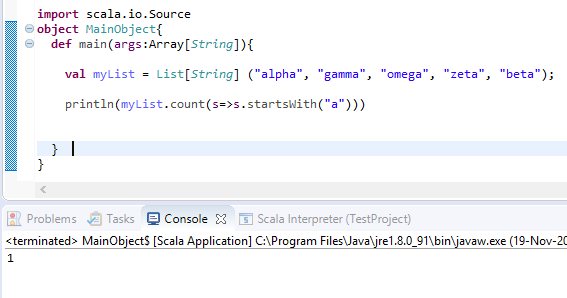 import scala.io.Source
object MainObject{
def main(args:Array[String]){
val myList = List[String] ("alpha", "gamma", "omega", "zeta", "beta");
println(myList.count(s=>s.startsWith("a")))
}
}
Problems Tasks Console Scala Interpreter (TestProject)
<terminated> MainObject$ [Scala Application] C:\Program Files\Java\jre1.8.0_91\bin\javaw.exe (19-Nov-20
1